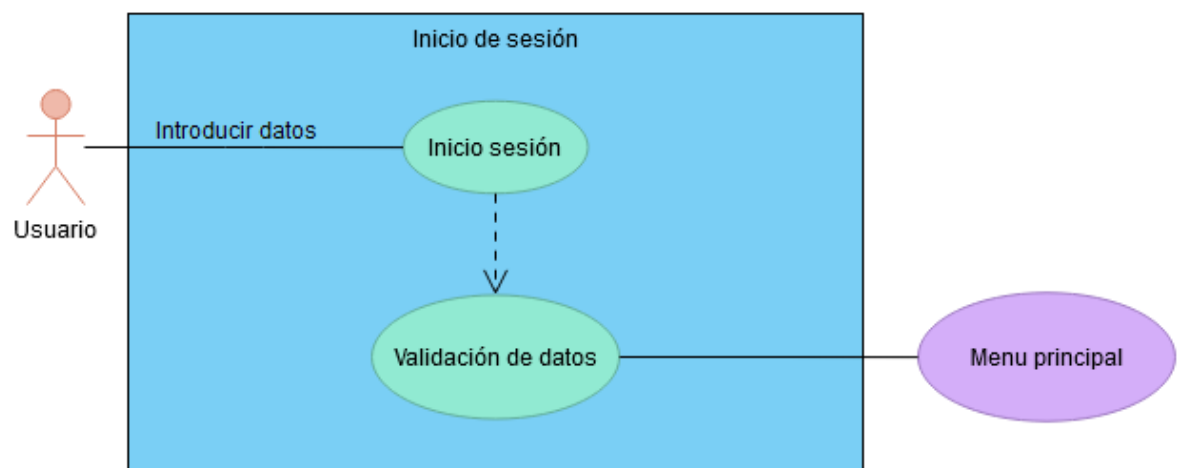 Inicio de sesión
Introducir datos
Inicio sesión
Usuario
Validación de datos
Menu principal